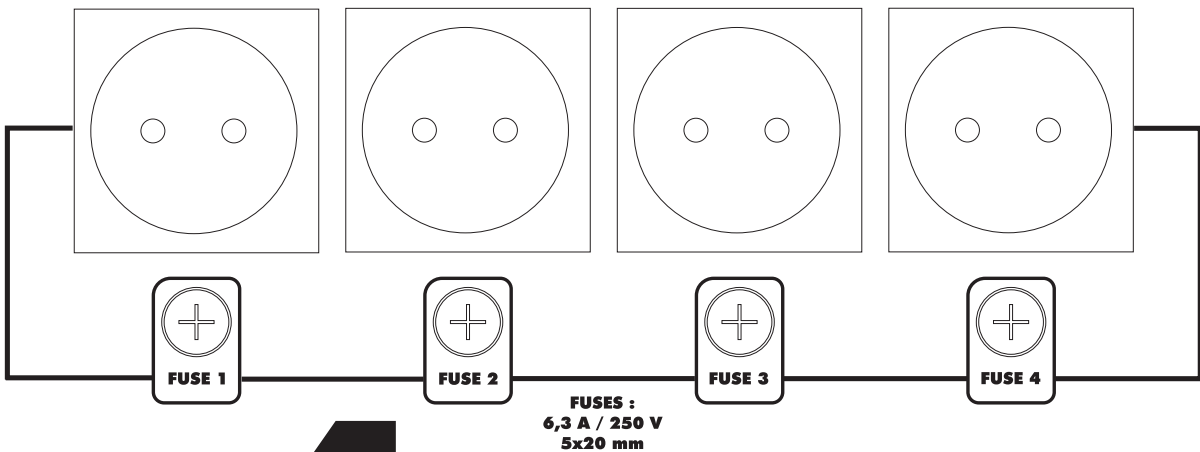 FUSE 1
FUSE 2
FUSE 3
FUSE 4
FUSES :
6,3 A / 250 V
5x20 mm